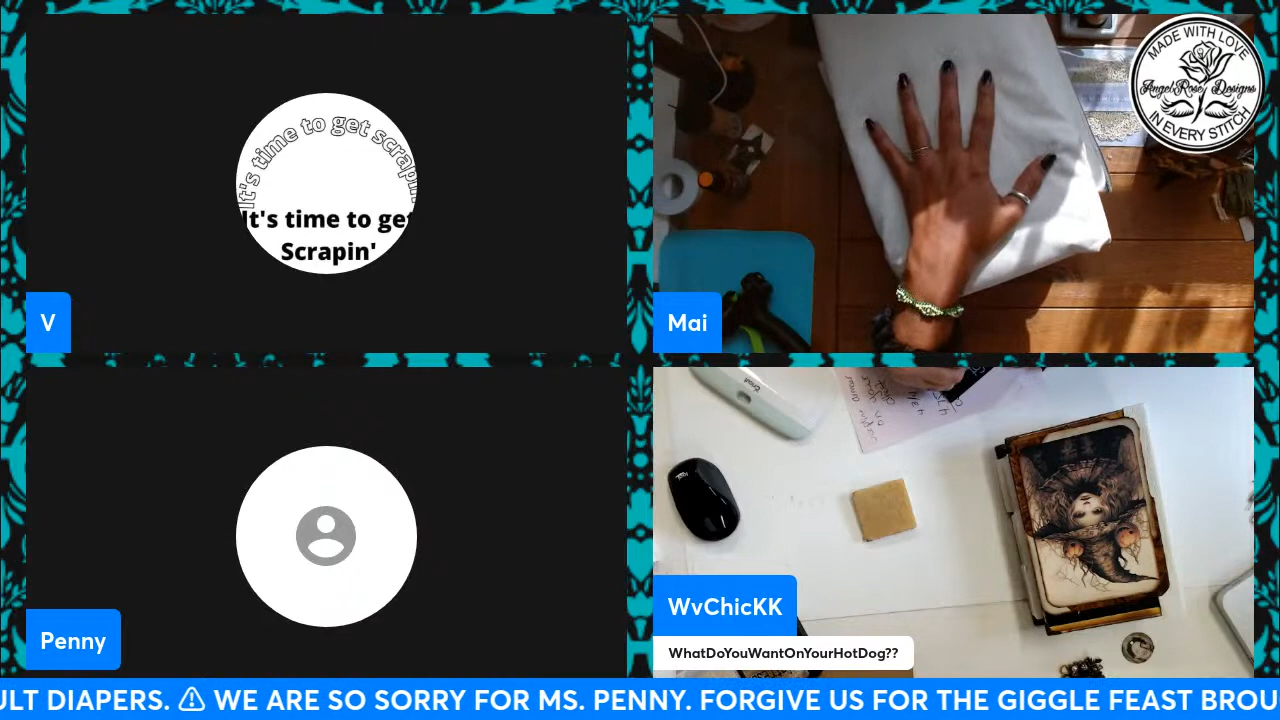 It's time to get scrapin'
It's time to get
Scrapin'
V
MADE WITH LOVE
AngelRose Designs
IN EVERY STITCH
Mai
Penny
WvChicKK
WhatDoYouWantOnYourHotDog??
ULT DIAPERS. ⚠ WE ARE SO SORRY FOR MS. PENNY. FORGIVE US FOR THE GIGGLE FEAST BROU